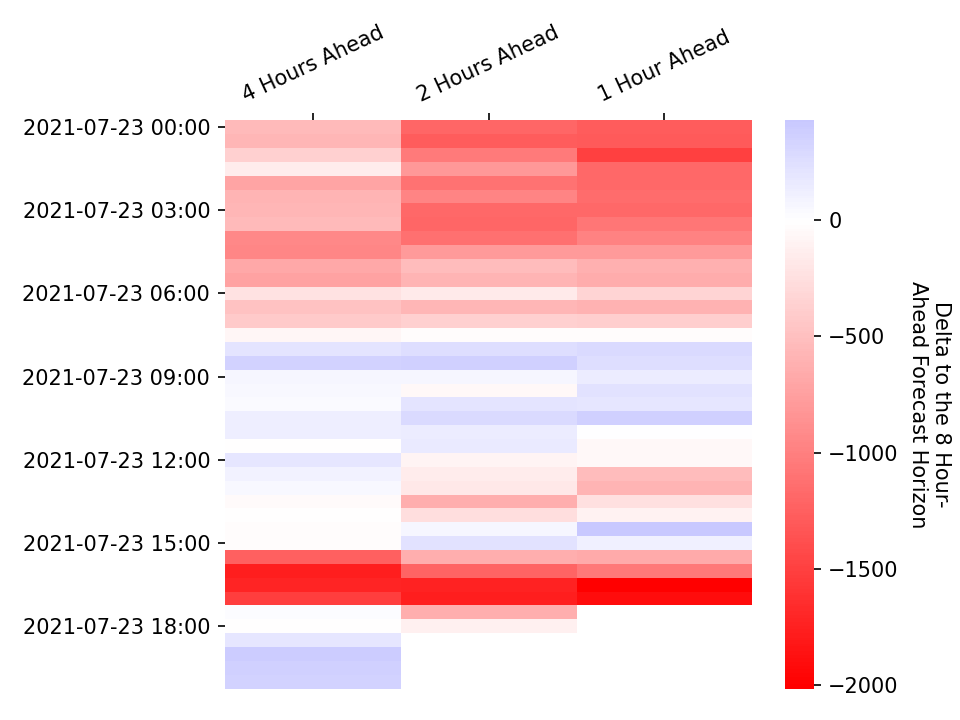 4 Hours Ahead
2 Hours Ahead
1 Hour Ahead
2021-07-23 00:00
2021-07-23 03:00
2021-07-23 06:00
2021-07-23 09:00
2021-07-23 12:00
2021-07-23 15:00
2021-07-23 18:00
0
−500
−1000
−1500
−2000
Delta to the 8 Hour-
Ahead Forecast Horizon